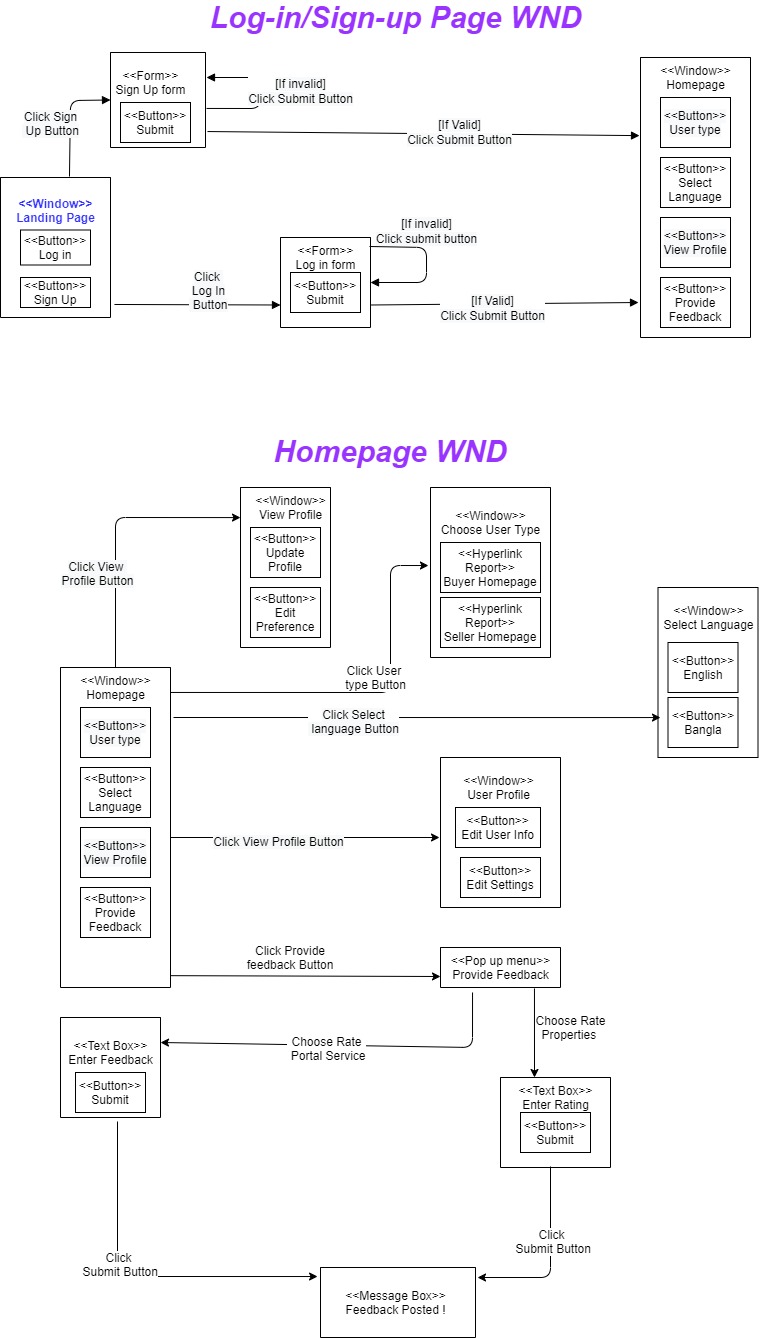 Log-in/Sign-up Page WND
<<Form>>
Sign Up form
<<Button>>
Submit
[If invalid]
Click Submit Button
Click Sign
Up Button
[If Valid]
Click Submit Button
<<Window>>
Homepage
<<Button>>
User type
<<Button>>
Select
Language
<<Button>>
View Profile
<<Button>>
Provide
Feedback
<<Window>>
Landing Page
<<Button>>
Log in
<<Button>>
Sign Up
Click
Log In
Button
<<Form>>
Log in form
<<Button>>
Submit
[If invalid]
Click submit button
[If Valid]
Click Submit Button
Homepage WND
<<Window>>
View Profile
<<Button>>
Update
Profile
<<Button>>
Edit
Preference
<<Window>>
Choose User Type
<<Hyperlink
Report>>
Buyer Homepage
<<Hyperlink
Report>>
Seller Homepage
Click View
Profile Button
<<Window>>
Select Language
<<Button>>
English
<<Button>>
Bangla
Click User
type Button
<<Window>>
Homepage
<<Button>>
User type
<<Button>>
Select
Language
<<Button>>
View Profile
<<Button>>
Provide
Feedback
Click Select
language Button
<<Window>>
User Profile
<<Button>>
Edit User Info
<<Button>>
Edit Settings
Click View Profile Button
Click Provide
feedback Button
<<Pop up menu>>
Provide Feedback
Choose Rate
Portal Service
Choose Rate
Properties
<<Text Box>>
Enter Feedback
<<Button>>
Submit
<<Text Box>>
Enter Rating
<<Button>>
Submit
Click
Submit Button
Click
Submit Button
<<Message Box>>
Feedback Posted !